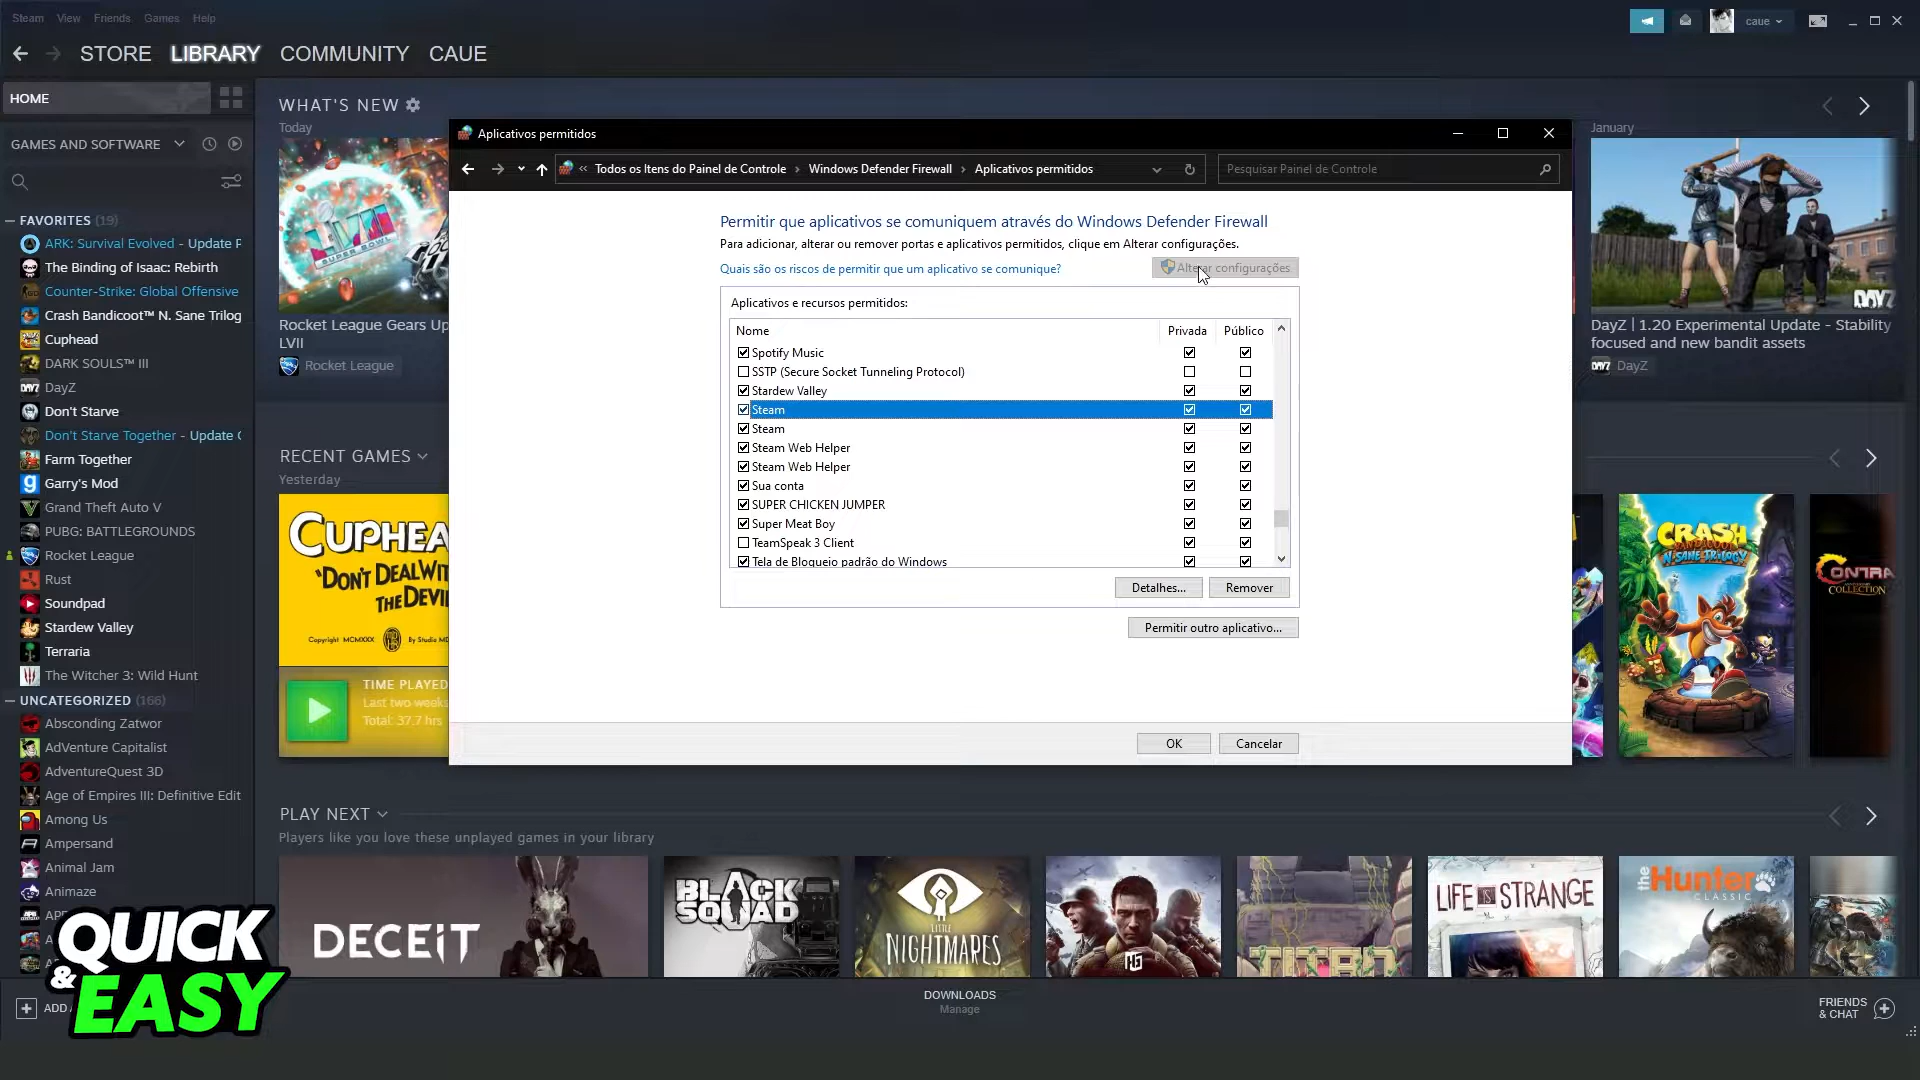 Steam View Friends Games Help
caue
STORE LIBRARY COMMUNITY CAUE
HOME
GAMES AND SOFTWARE
FAVORITES (19)
ARK: Survival Evolved - Update
The Binding of Isaac: Rebirth
Counter-Strike: Global Offensive
Crash Bandicoot™ N. Sane Trilog
Cuphead
DARK SOULS™ III
DayZ
Don't Starve
Don't Starve Together - Update
Farm Together
Garry's Mod
Grand Theft Auto V
PUBG: BATTLEGROUNDS
Rocket League
Rust
Soundpad
Stardew Valley
Terraria
The Witcher 3: Wild Hunt
UNCATEGORIZED (166)
Absconding Zatwor
AdVenture Capitalist
AdventureQuest 3D
Age of Empires III: Definitive Edit
Among Us
Ampersand
Animal Jam
Animaze
ADD
QUICK
& EASY
WHAT'S NEW
Today
Rocket League Gears Up
LVII
Rocket League
January
DAYZ
DayZ | 1.20 Experimental Update - Stability
focused and new bandit assets
DayZ
Aplicativos permitidos
« Todos os Itens do Painel de Controle › Windows Defender Firewall › Aplicativos permitidos
Pesquisar Painel de Controle
Permitir que aplicativos se comuniquem através do Windows Defender Firewall
Para adicionar, alterar ou remover portas e aplicativos permitidos, clique em Alterar configurações.
Quais são os riscos de permitir que um aplicativo se comunique?
Alterar configurações
Aplicativos e recursos permitidos:
Nome Privada Público
Spotify Music
SSTP (Secure Socket Tunneling Protocol)
Stardew Valley
Steam
Steam
Steam Web Helper
Steam Web Helper
Sua conta
SUPER CHICKEN JUMPER
Super Meat Boy
TeamSpeak 3 Client
Tela de Bloqueio padrão do Windows
Detalhes... Remover
Permitir outro aplicativo...
OK Cancelar
RECENT GAMES
Yesterday
CUPHEA
"DON'T DEAL WIT
THE DEVI
Copyright MCMXXX By Studio MD
TIME PLAYED
Last two weeks
Total: 37.7 hrs
CRASH
BANDICOOT
N. SANE TRILOGY
CONTRA
COLLECTION
PLAY NEXT
Players like you love these unplayed games in your library
DECEIT
BLACK
SQUAD
LITTLE
NIGHTMARES
LIFE IS STRANGE
theHunter
CLASSIC
DOWNLOADS
Manage
FRIENDS
& CHAT